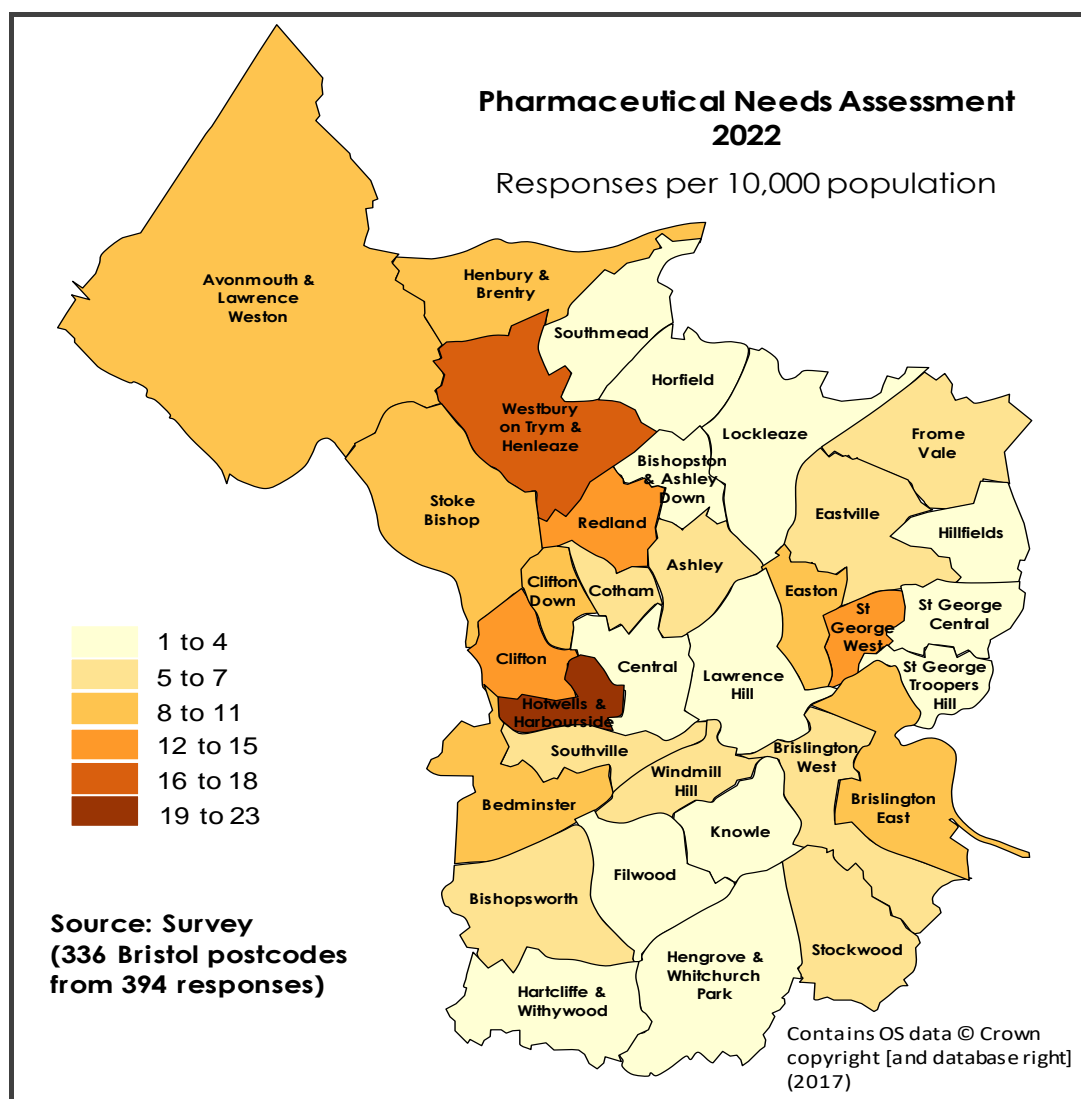 Pharmaceutical Needs Assessment
2022
Responses per 10,000 population
Avonmouth &
Lawrence
Weston
Henbury &
Brentry
Southmead
Horfield
Westbury
on Trym &
Henleaze
Lockleaze
Frome
Vale
Bishopston
& Ashley
Down
Stoke
Bishop
Redland
Eastville
Hillfields
Ashley
Clifton
Down
Cotham
Easton
St
George
West
St George
Central
Clifton
Central
Lawrence
Hill
St George
Troopers
Hill
Hotwells &
Harbourside
Southville
Windmill
Hill
Brislington
West
Bedminster
Brislington
East
Knowle
Filwood
Bishopsworth
Stockwood
Hengrove &
Whitchurch
Park
Hartcliffe &
Withywood
1 to 4
5 to 7
8 to 11
12 to 15
16 to 18
19 to 23
Source: Survey
(336 Bristol postcodes
from 394 responses)
Contains OS data © Crown
copyright [and database right]
(2017)